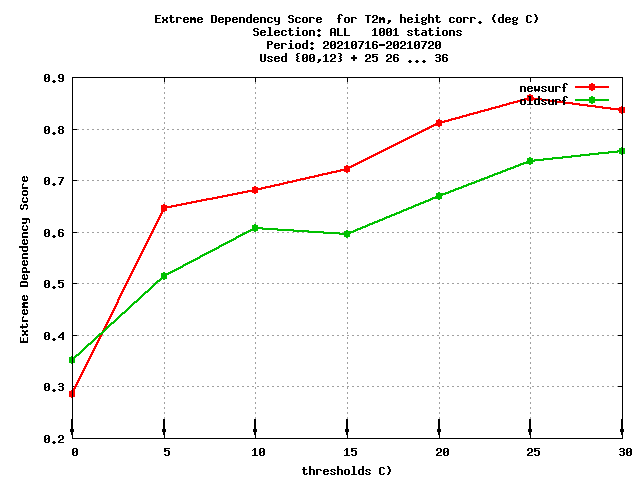 Extreme Dependency Score  for T2m, height corr. (deg C)
Selection: ALL   1001 stations
Period: 20210716-20210720
Used {00,12} + 25 26 ... 36
newsurf
oldsurf
0.9
0.8
0.7
0.6
0.5
0.4
0.3
0.2
Extreme Dependency Score
0 5 10 15 20 25 30
thresholds C)